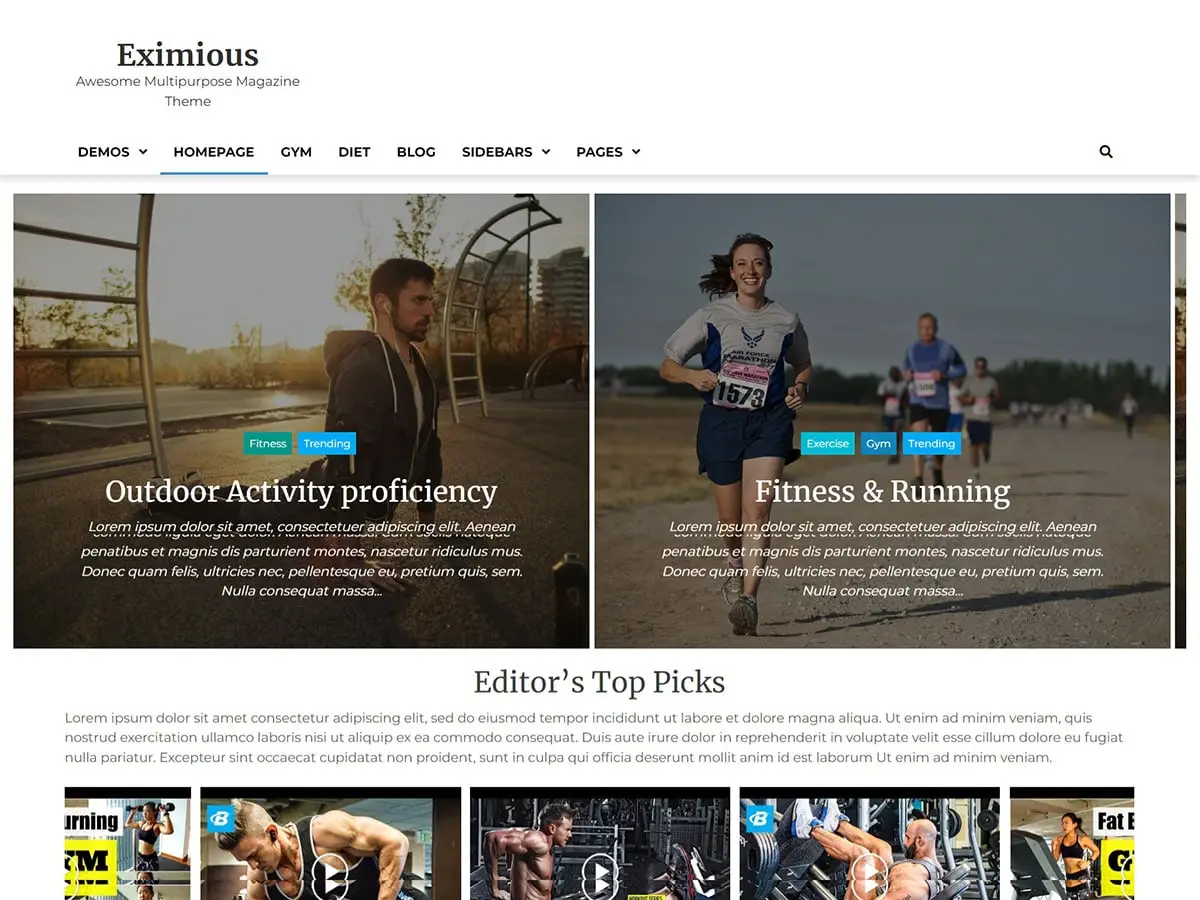 Eximious
Awesome Multipurpose Magazine
Theme
DEMOS
HOMEPAGE
GYM
DIET
BLOG
SIDEBARS
PAGES
Fitness
Trending
Outdoor Activity proficiency
Lorem ipsum dolor sit amet, consectetuer adipiscing elit. Aenean
commodo ligula eget dolor. Aenean massa. Cum sociis natoque
penatibus et magnis dis parturient montes, nascetur ridiculus mus.
Donec quam felis, ultricies nec, pellentesque eu, pretium quis, sem.
Nulla consequat massa...
AIR FORCE
MARATHON
1573
Exercise
Gym
Trending
Fitness & Running
Lorem ipsum dolor sit amet, consectetuer adipiscing elit. Aenean
commodo ligula eget dolor. Aenean massa. Cum sociis natoque
penatibus et magnis dis parturient montes, nascetur ridiculus mus.
Donec quam felis, ultricies nec, pellentesque eu, pretium quis, sem.
Nulla consequat massa...
Editor’s Top Picks
Lorem ipsum dolor sit amet consectetur adipiscing elit, sed do eiusmod tempor incididunt ut labore et dolore magna aliqua. Ut enim ad minim veniam, quis
nostrud exercitation ullamco laboris nisi ut aliquip ex ea commodo consequat. Duis aute irure dolor in reprehenderit in voluptate velit esse cillum dolore eu fugiat
nulla pariatur. Excepteur sint occaecat cupidatat non proident, sunt in culpa qui officia deserunt mollit anim id est laborum Ut enim ad minim veniam.
urning
B
B
Fat